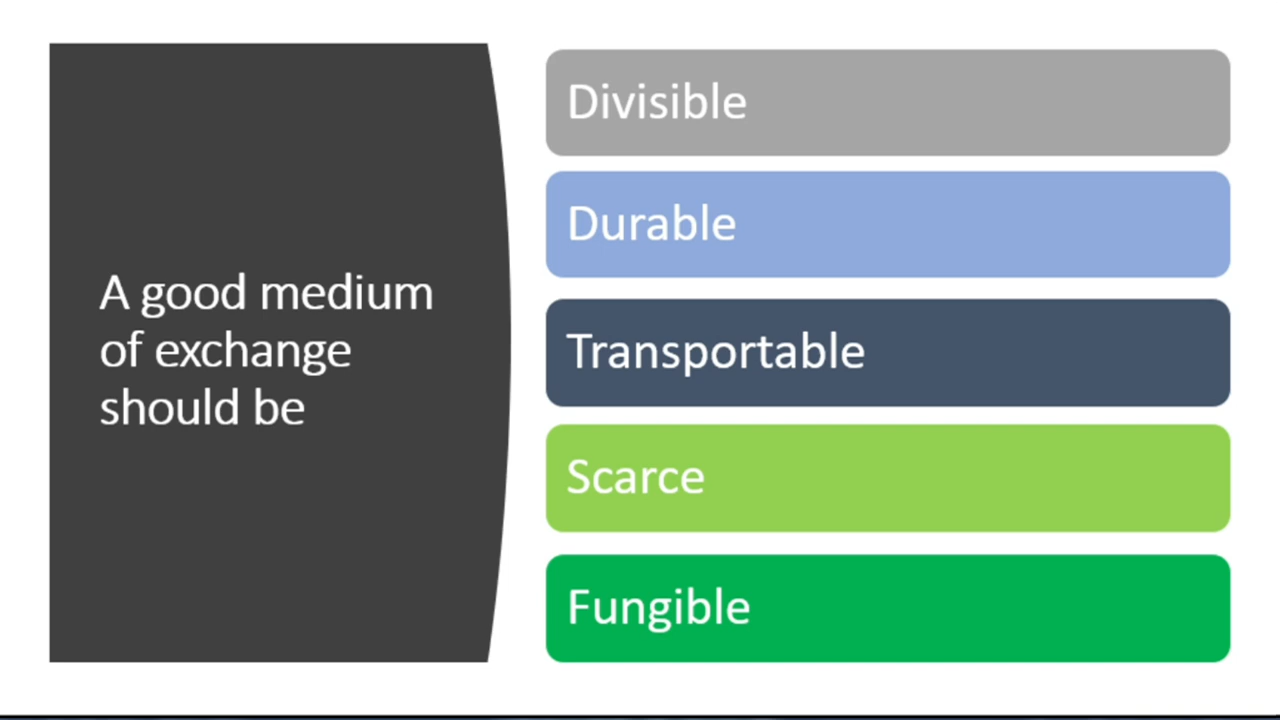 A good medium
of exchange
should be
Divisible
Durable
Transportable
Scarce
Fungible